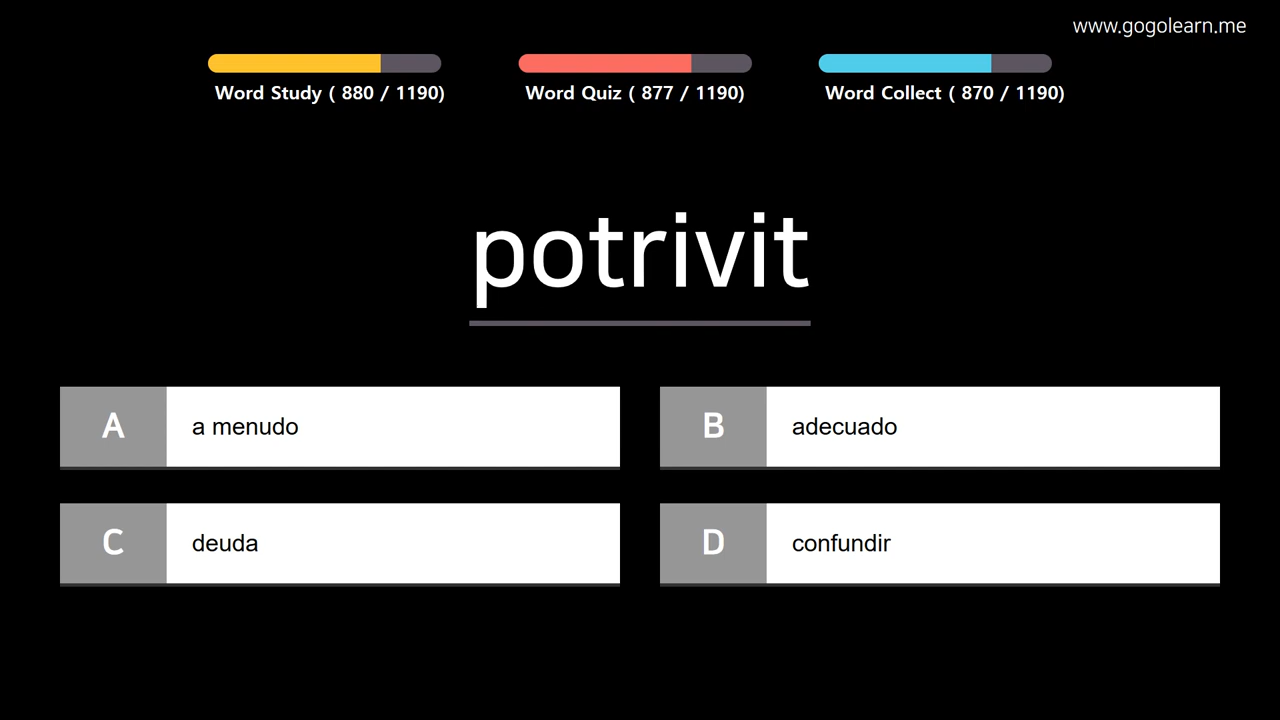 www.gogolearn.me
Word Study ( 880 / 1190)
Word Quiz ( 877 / 1190)
Word Collect ( 870 / 1190)
potrivit
A a menudo
B adecuado
C deuda
D confundir